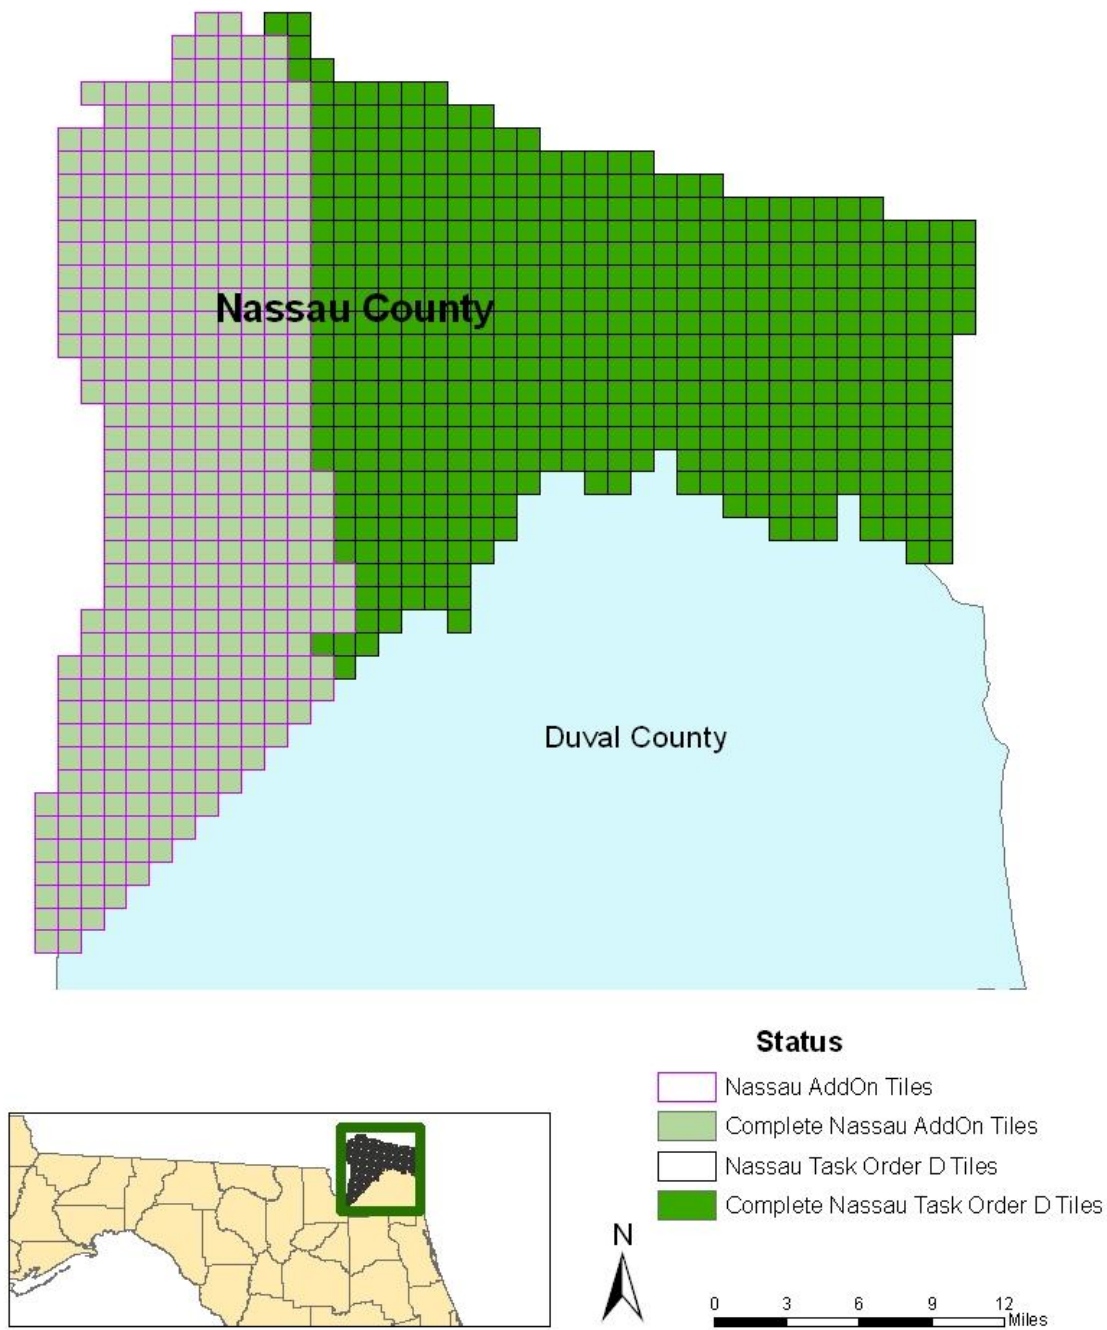 Nassau County
Duval County
Status
Nassau AddOn Tiles
Complete Nassau AddOn Tiles
Nassau Task Order D Tiles
Complete Nassau Task Order D Tiles
N
0 3 6 9 12
Miles